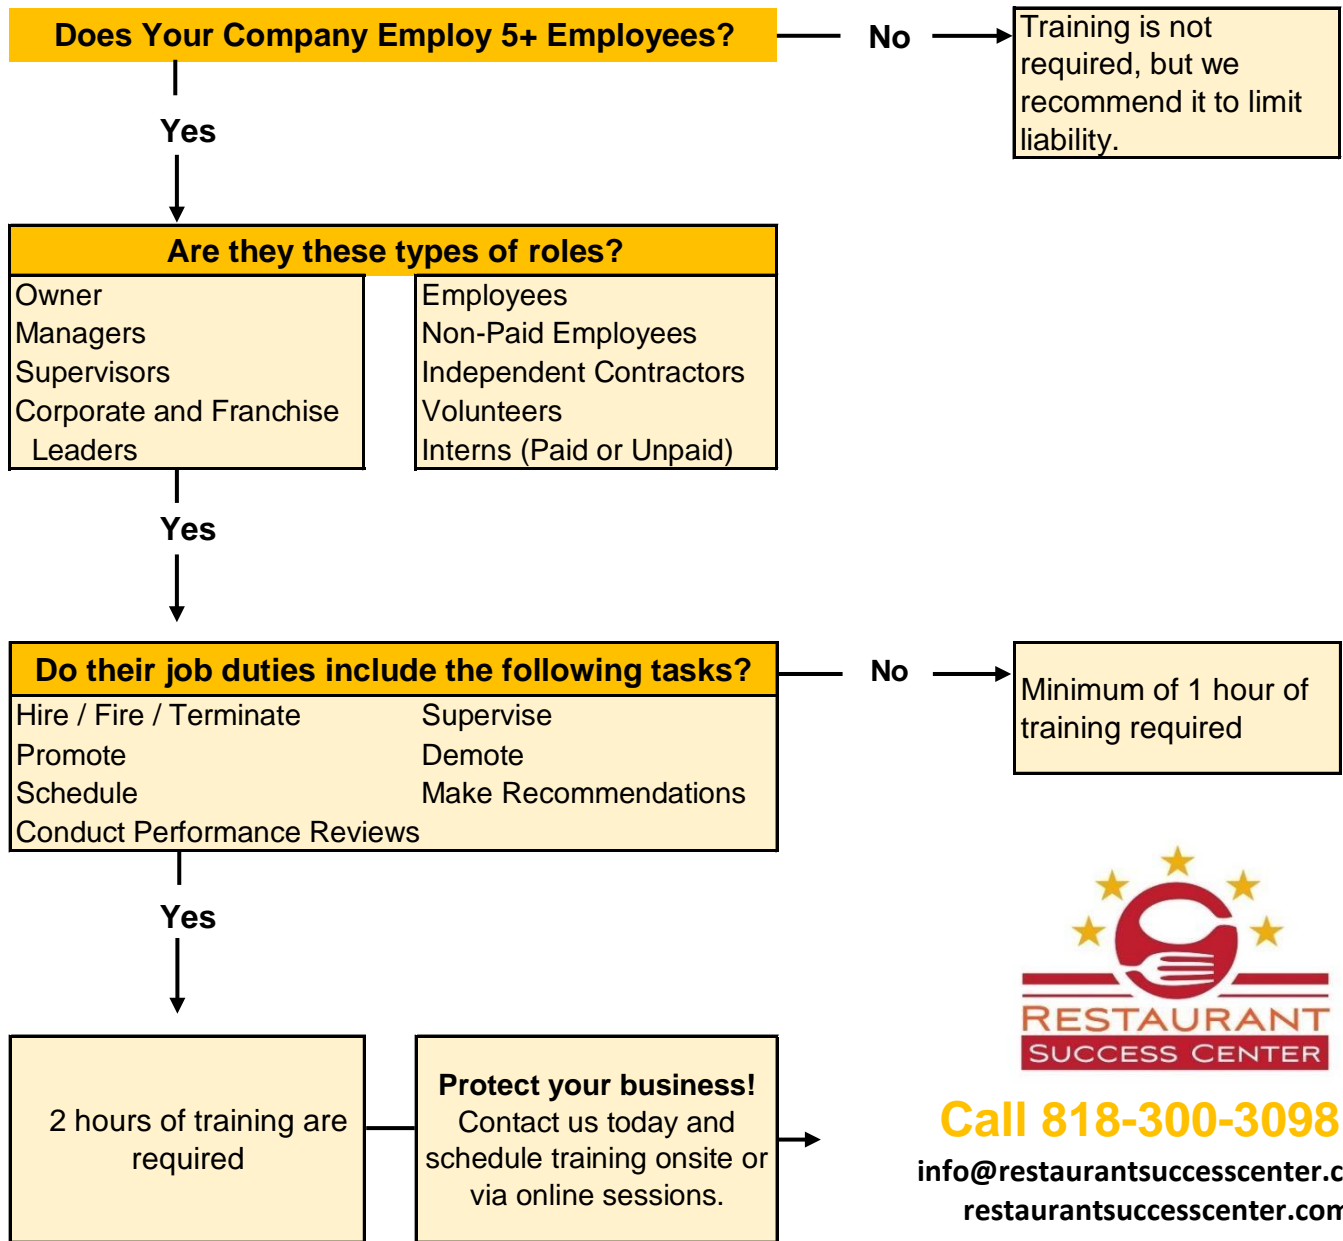 Does Your Company Employ 5+ Employees?
No
Training is not
required, but we
recommend it to limit
liability.
Yes
Are they these types of roles?
Owner
Managers
Supervisors
Corporate and Franchise
Leaders
Employees
Non-Paid Employees
Independent Contractors
Volunteers
Interns (Paid or Unpaid)
Yes
Do their job duties include the following tasks?
Hire / Fire / Terminate
Promote
Schedule
Conduct Performance Reviews
Supervise
Demote
Make Recommendations
No
Minimum of 1 hour of
training required
Yes
2 hours of training are
required
Protect your business!
Contact us today and
schedule training onsite or
via online sessions.
RESTAURANT
SUCCESS CENTER
Call 818-300-3098
info@restaurantsuccesscenter.c
restaurantsuccesscenter.com